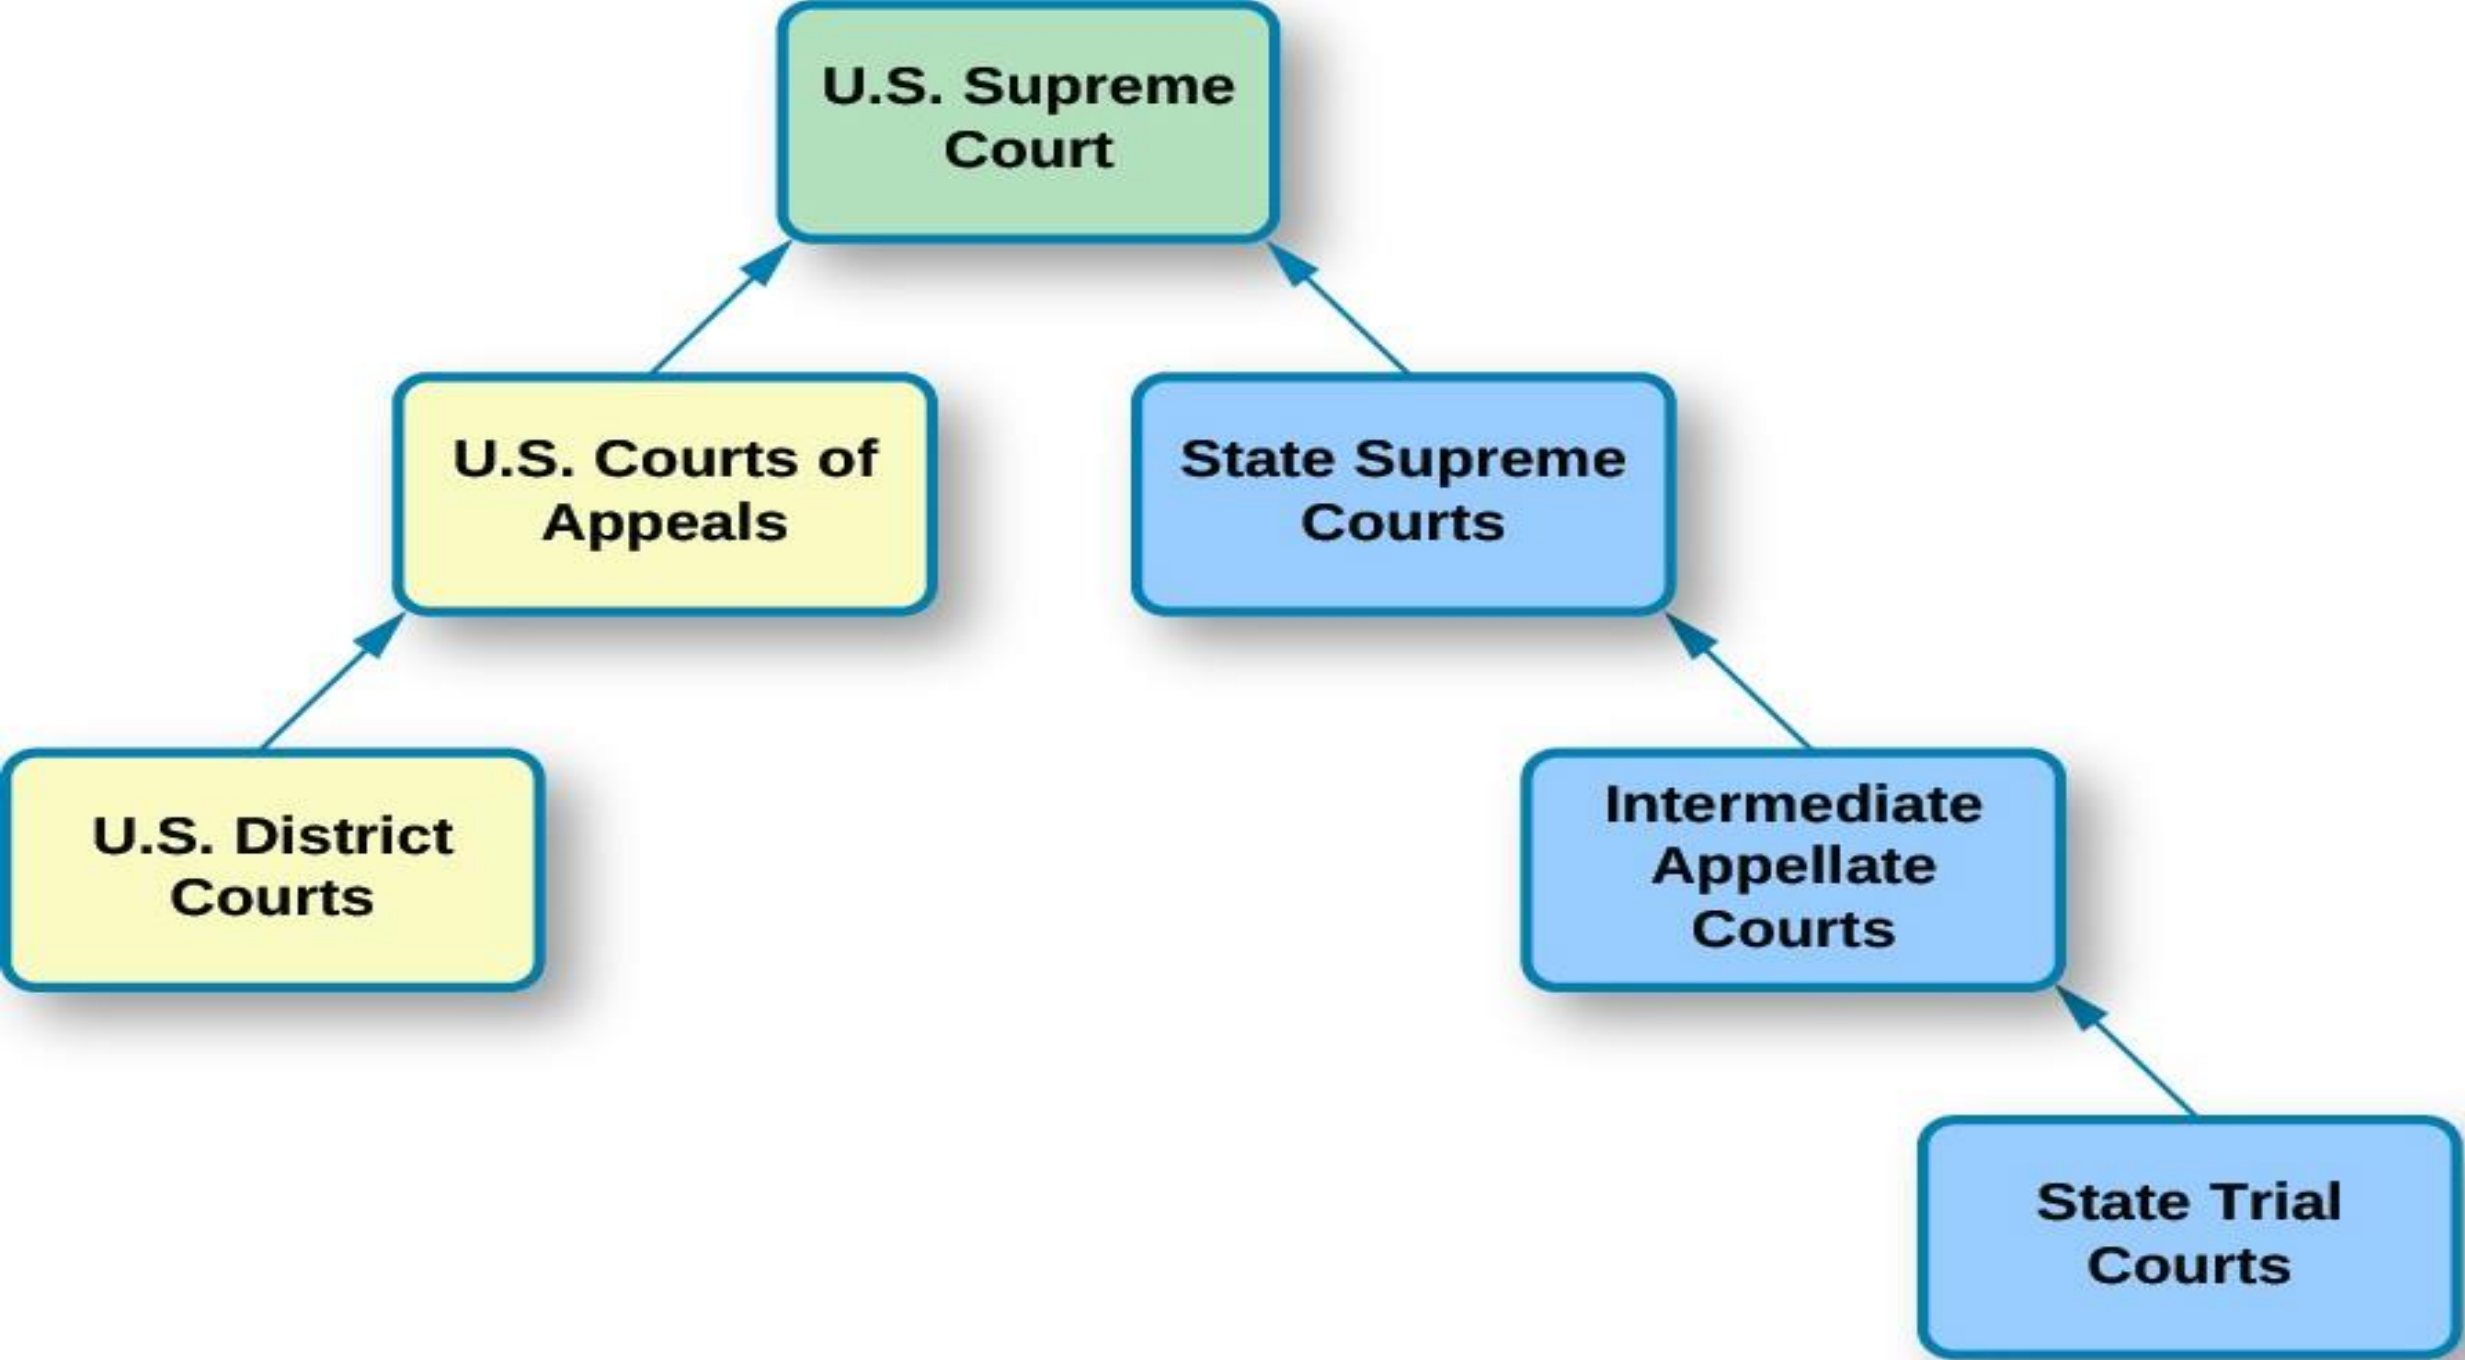 U.S. Supreme
Court
U.S. Courts of
Appeals
State Supreme
Courts
U.S. District
Courts
Intermediate
Appellate
Courts
State Trial
Courts